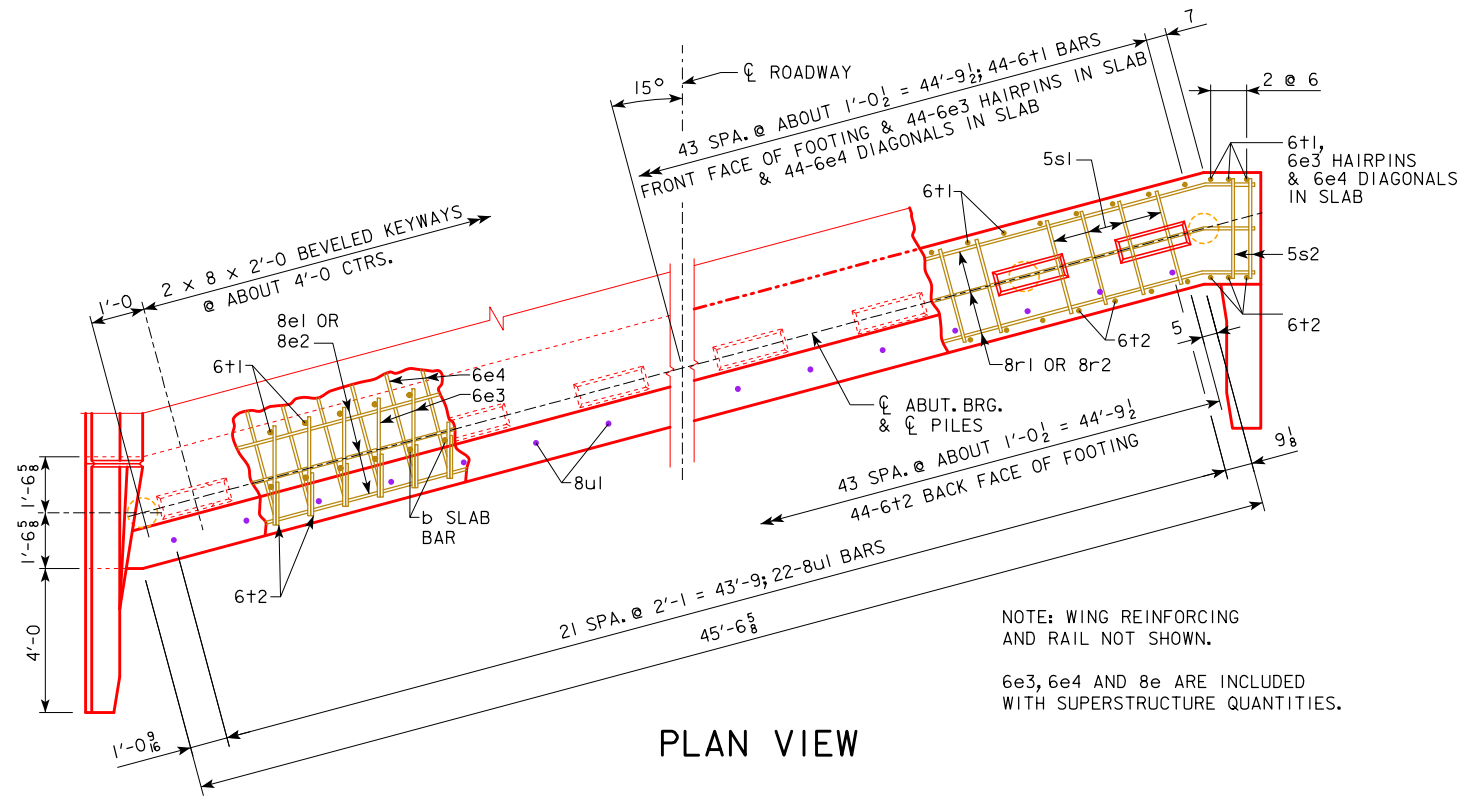 7
℄ ROADWAY
15°
2 @ 6
43 SPA. @ ABOUT 1'-0½ = 44'-9½; 44-6t1 BARS
FRONT FACE OF FOOTING & 44-6e3 HAIRPINS IN SLAB
& 44-6e4 DIAGONALS IN SLAB
6t1,
6e3 HAIRPINS
& 6e4 DIAGONALS
IN SLAB
5s1
6t1
2 x 8 x 2'-0 BEVELED KEYWAYS
@ ABOUT 4'-0 CTRS.
1'-0
5s2
8e1 OR
8e2
6t1
6e4
6e3
6t2
5
6t2
8r1 OR 8r2
℄ ABUT. BRG.
& ℄ PILES
1'-6⅝
1'-6⅝
4'-0
8u1
b SLAB
BAR
6t2
43 SPA. @ ABOUT 1'-0½ = 44'-9½
44-6t2 BACK FACE OF FOOTING
9⅛
21 SPA. @ 2'-1 = 43'-9; 22-8u1 BARS
45'-6⅝
1'-0 9/16
NOTE: WING REINFORCING
AND RAIL NOT SHOWN.
6e3, 6e4 AND 8e ARE INCLUDED
WITH SUPERSTRUCTURE QUANTITIES.
PLAN VIEW